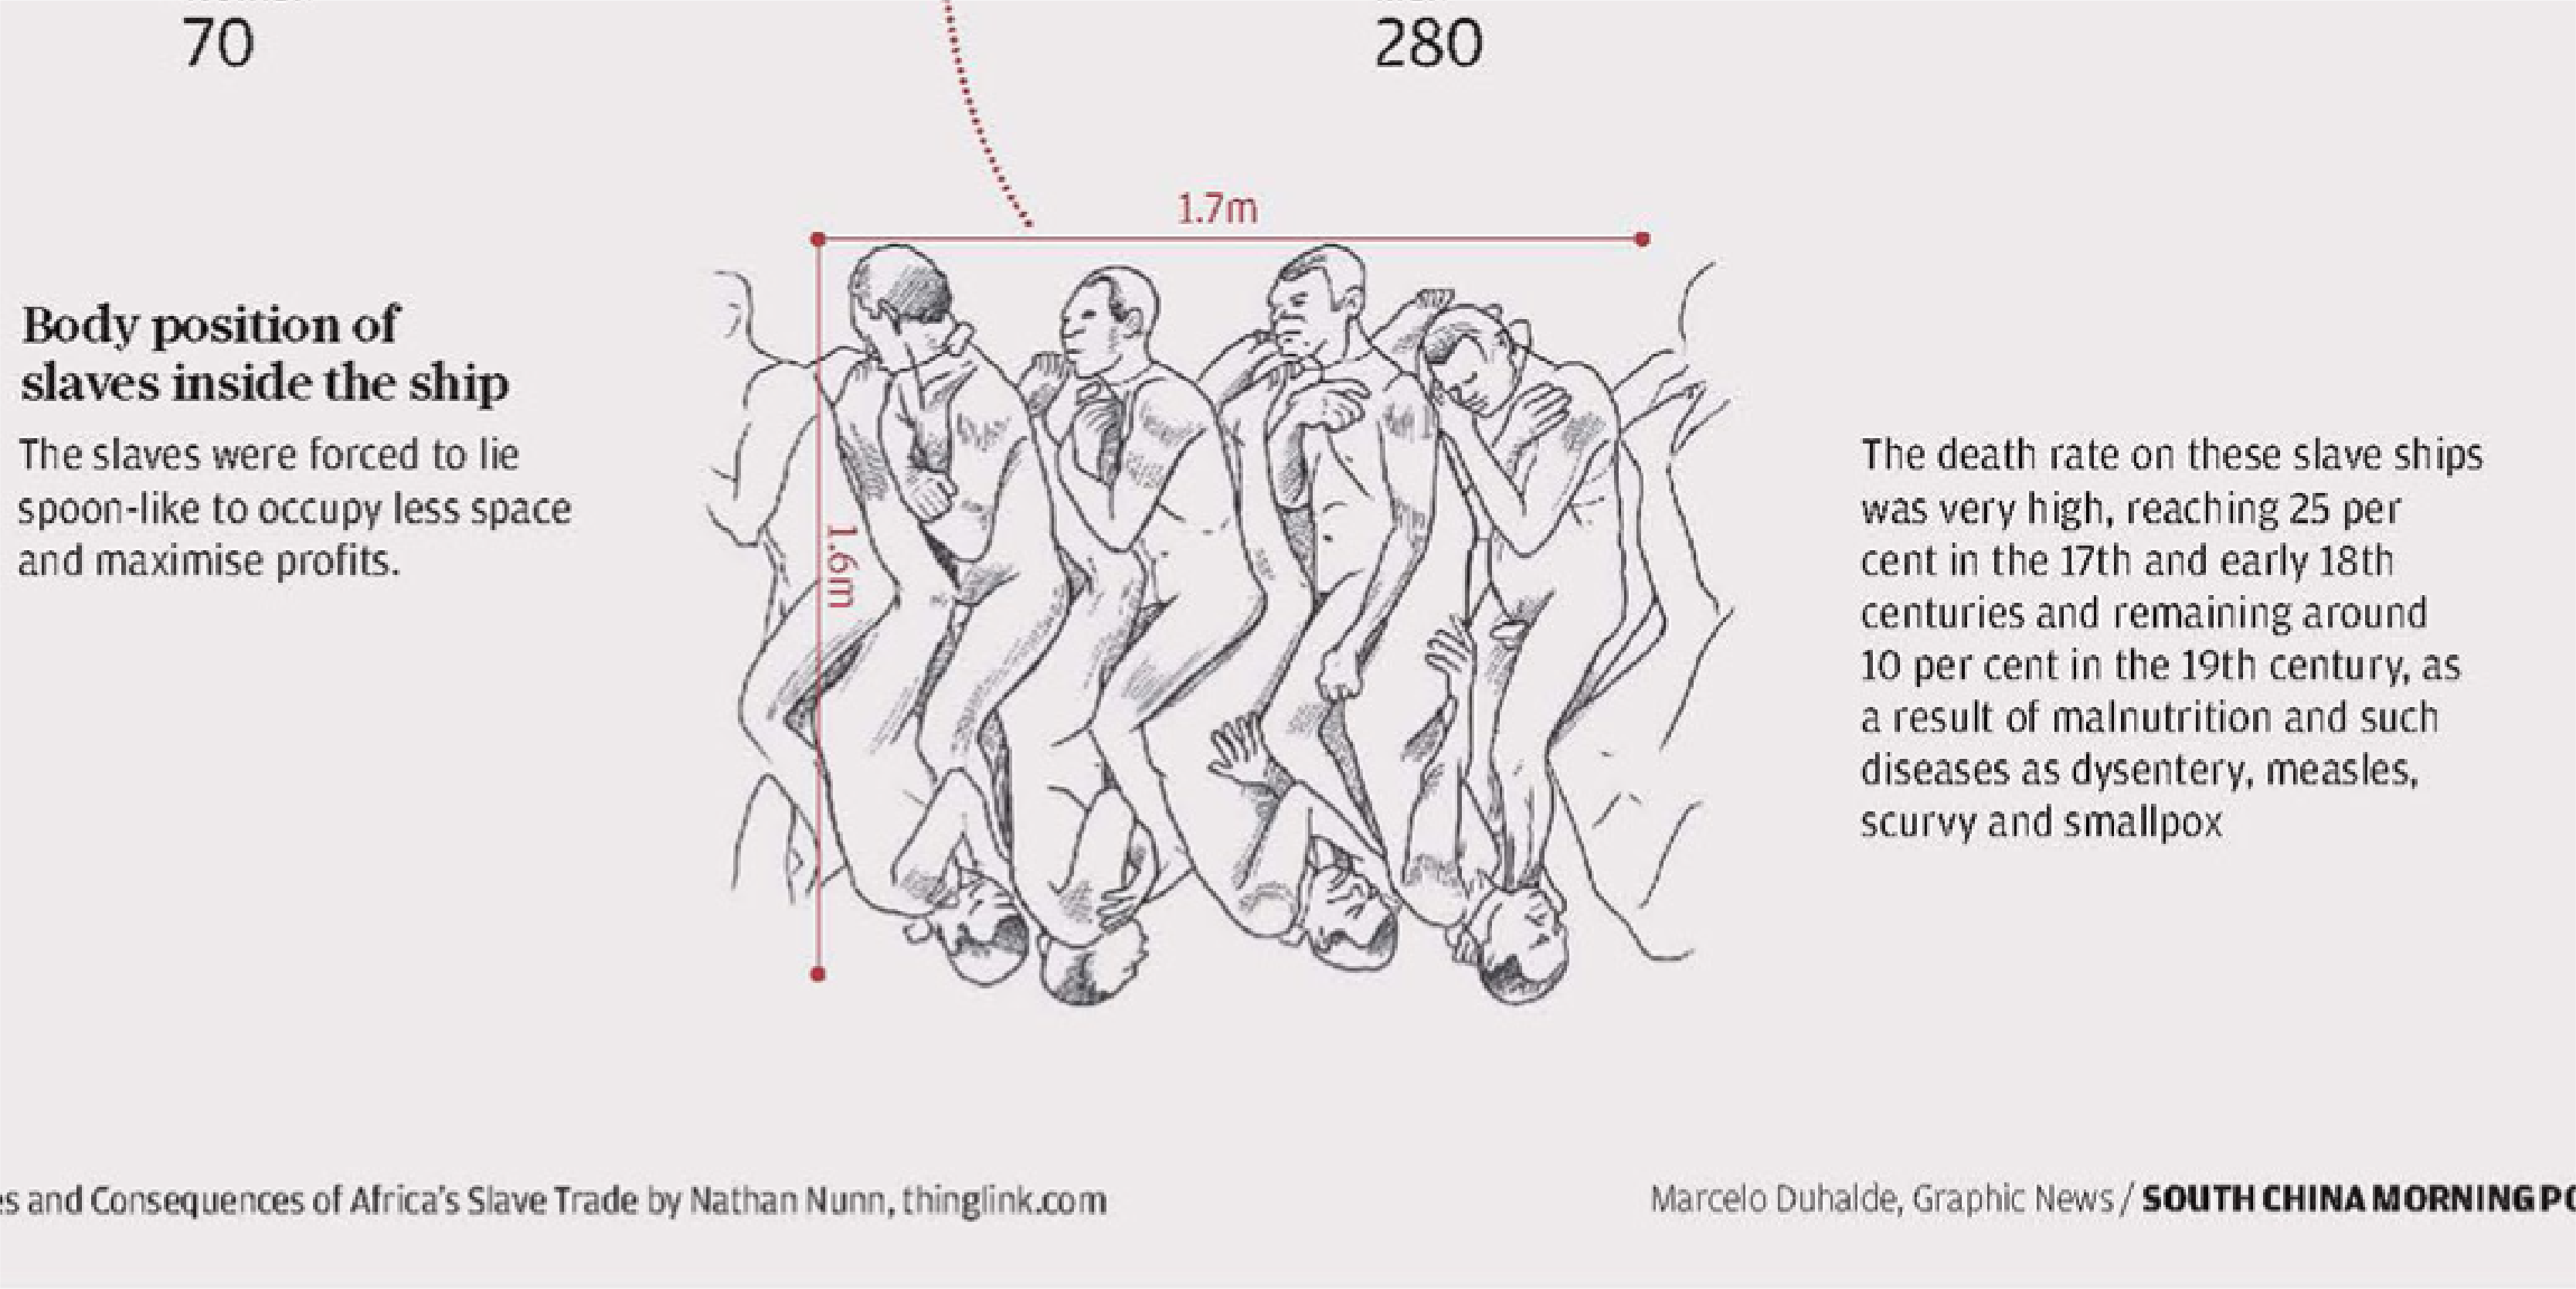 70
280
1.7m
1.6m
Body position of
slaves inside the ship
The slaves were forced to lie
spoon-like to occupy less space
and maximise profits.
The death rate on these slave ships
was very high, reaching 25 per
cent in the 17th and early 18th
centuries and remaining around
10 per cent in the 19th century, as
a result of malnutrition and such
diseases as dysentery, measles,
scurvy and smallpox
es and Consequences of Africa's Slave Trade by Nathan Nunn, thinglink.com
Marcelo Duhalde, Graphic News / SOUTH CHINA MORNING PO